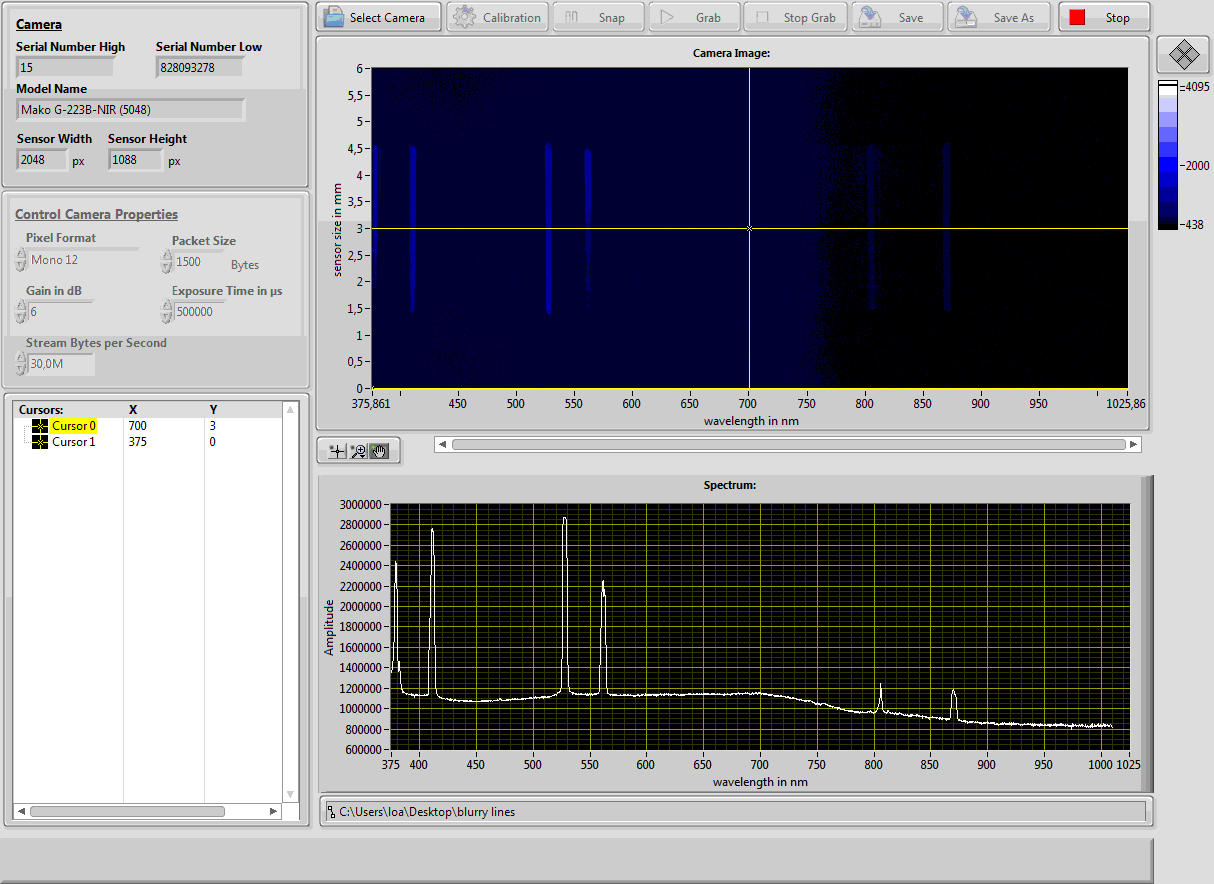 Select Camera Calibration Snap Grab Stop Grab Save Save As Stop
Camera
Serial Number High Serial Number Low
15 828093278
Model Name
Mako G-223B-NIR (5048)
Sensor Width Sensor Height
2048 px 1088 px
Control Camera Properties
Pixel Format Packet Size
Mono 12 1500 Bytes
Gain in dB Exposure Time in µs
6 500000
Stream Bytes per Second
30,0M
Cursors: X Y
Cursor 0 700 3
Cursor 1 375 0
Camera Image:
sensor size in mm
6
5,5
5
4,5
4
3,5
3
2,5
2
1,5
1
0,5
0
375,861 450 500 550 600 650 700 750 800 850 900 950 1025,86
wavelength in nm
4095
2000
438
Spectrum:
Amplitude
3000000
2800000
2600000
2400000
2200000
2000000
1800000
1600000
1400000
1200000
1000000
800000
600000
375 400 450 500 550 600 650 700 750 800 850 900 950 1000 1025
wavelength in nm
C:\Users\loa\Desktop\blurry lines